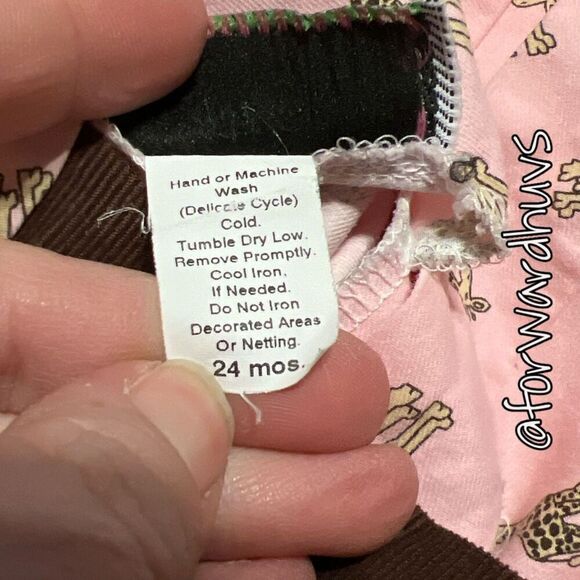 Hand or Machine
Wash
(Delicate Cycle)
Cold.
Tumble Dry Low.
Remove Promptly.
Cool Iron,
If Needed.
Do Not Iron
Decorated Areas
Or Netting.
24 mos.
@forwardhuvs